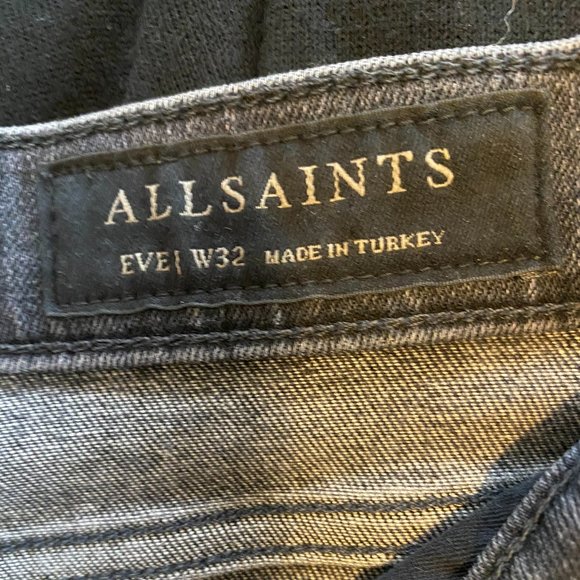 ALLSAINTS
EVE | W32 MADE IN TURKEY